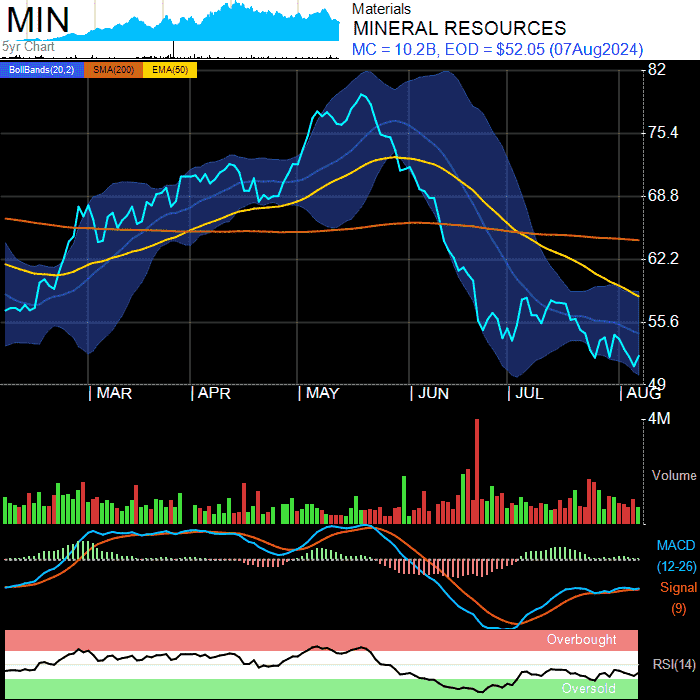 MIN
5yr Chart
Materials
MINERAL RESOURCES
MC = 10.2B, EOD = $52.05 (07Aug2024)
BollBands(20,2) SMA(200) EMA(50)
82
75.4
68.8
62.2
55.6
49
| MAR | APR | MAY | JUN | JUL | AUG
4M
Volume
MACD
(12-26)
Signal
(9)
Overbought
RSI(14)
Oversold